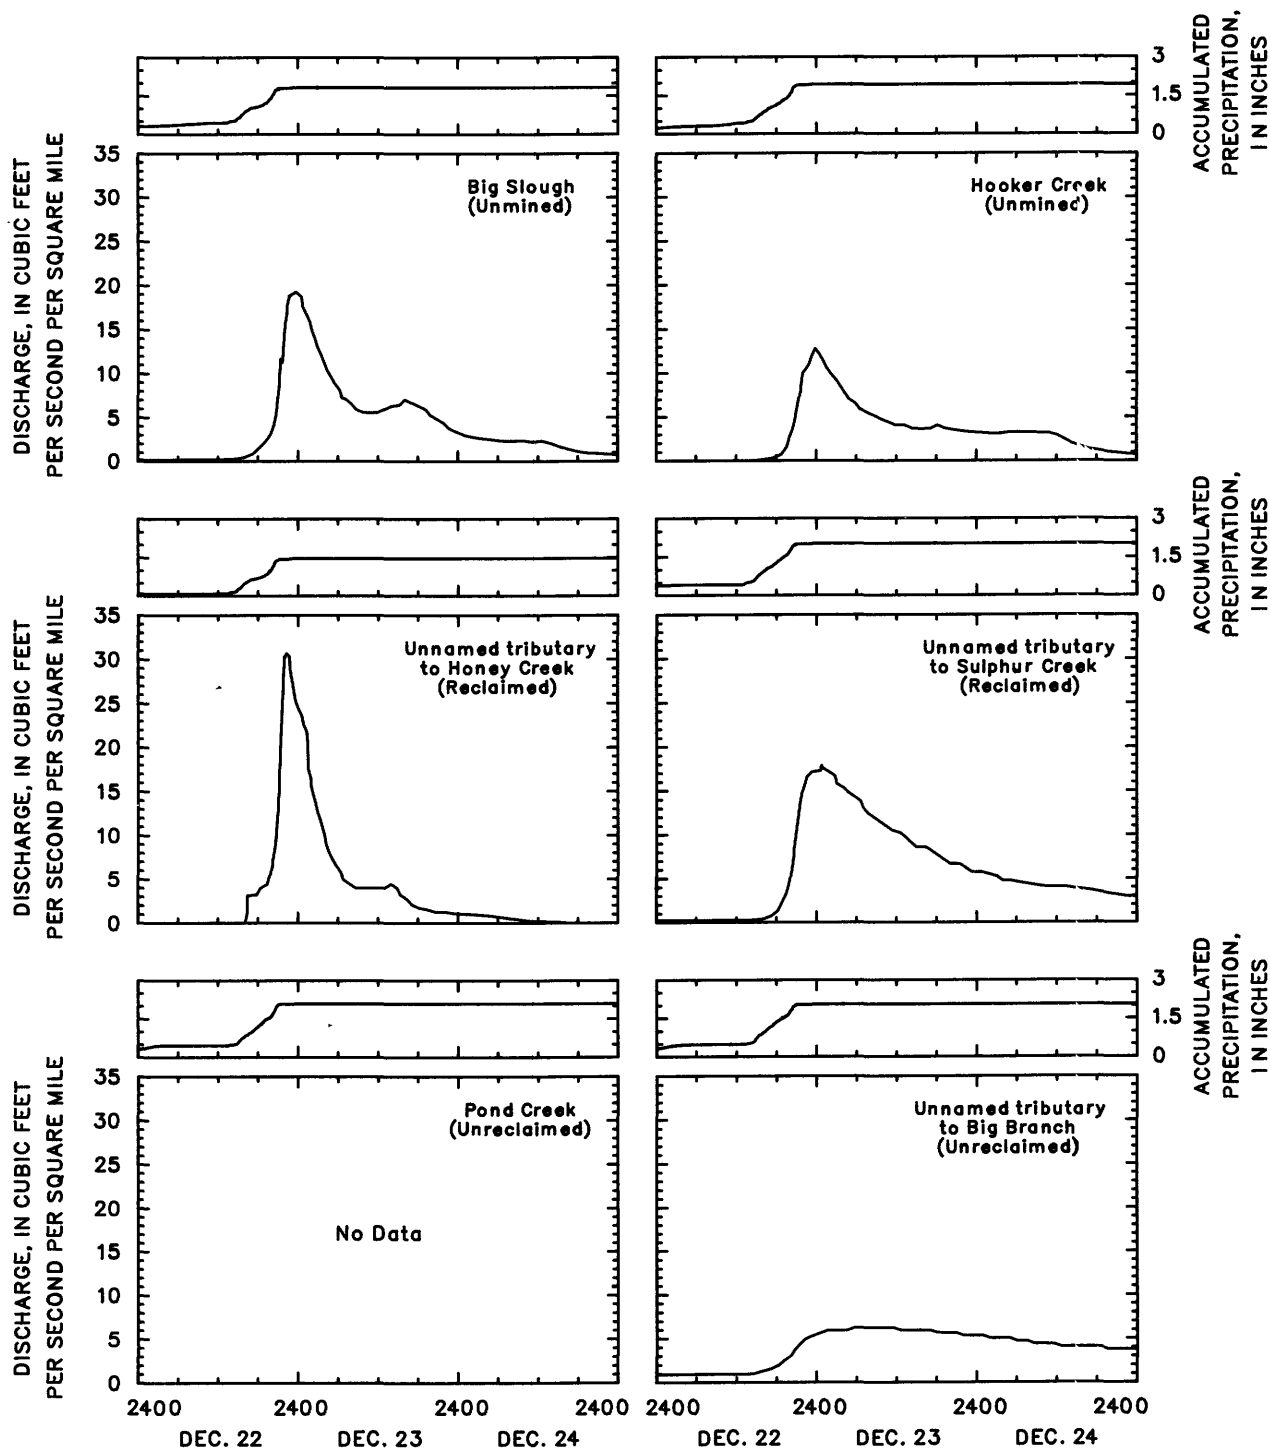 ACCUMULATED
PRECIPITATION,
IN INCHES
3
1.5
0
DISCHARGE, IN CUBIC FEET
PER SECOND PER SQUARE MILE
35
30
25
20
15
10
5
0
Big Slough
(Unmined)
Hooker Creek
(Unmined)
ACCUMULATED
PRECIPITATION,
IN INCHES
3
1.5
0
DISCHARGE, IN CUBIC FEET
PER SECOND PER SQUARE MILE
35
30
25
20
15
10
5
0
Unnamed tributary
to Honey Creek
(Reclaimed)
Unnamed tributary
to Sulphur Creek
(Reclaimed)
ACCUMULATED
PRECIPITATION,
IN INCHES
3
1.5
0
DISCHARGE, IN CUBIC FEET
PER SECOND PER SQUARE MILE
35
30
25
20
15
10
5
0
Pond Creek
(Unreclaimed)
No Data
Unnamed tributary
to Big Branch
(Unreclaimed)
2400 2400 2400 2400 2400 2400 2400
DEC. 22 DEC. 23 DEC. 24 DEC. 22 DEC. 23 DEC. 24